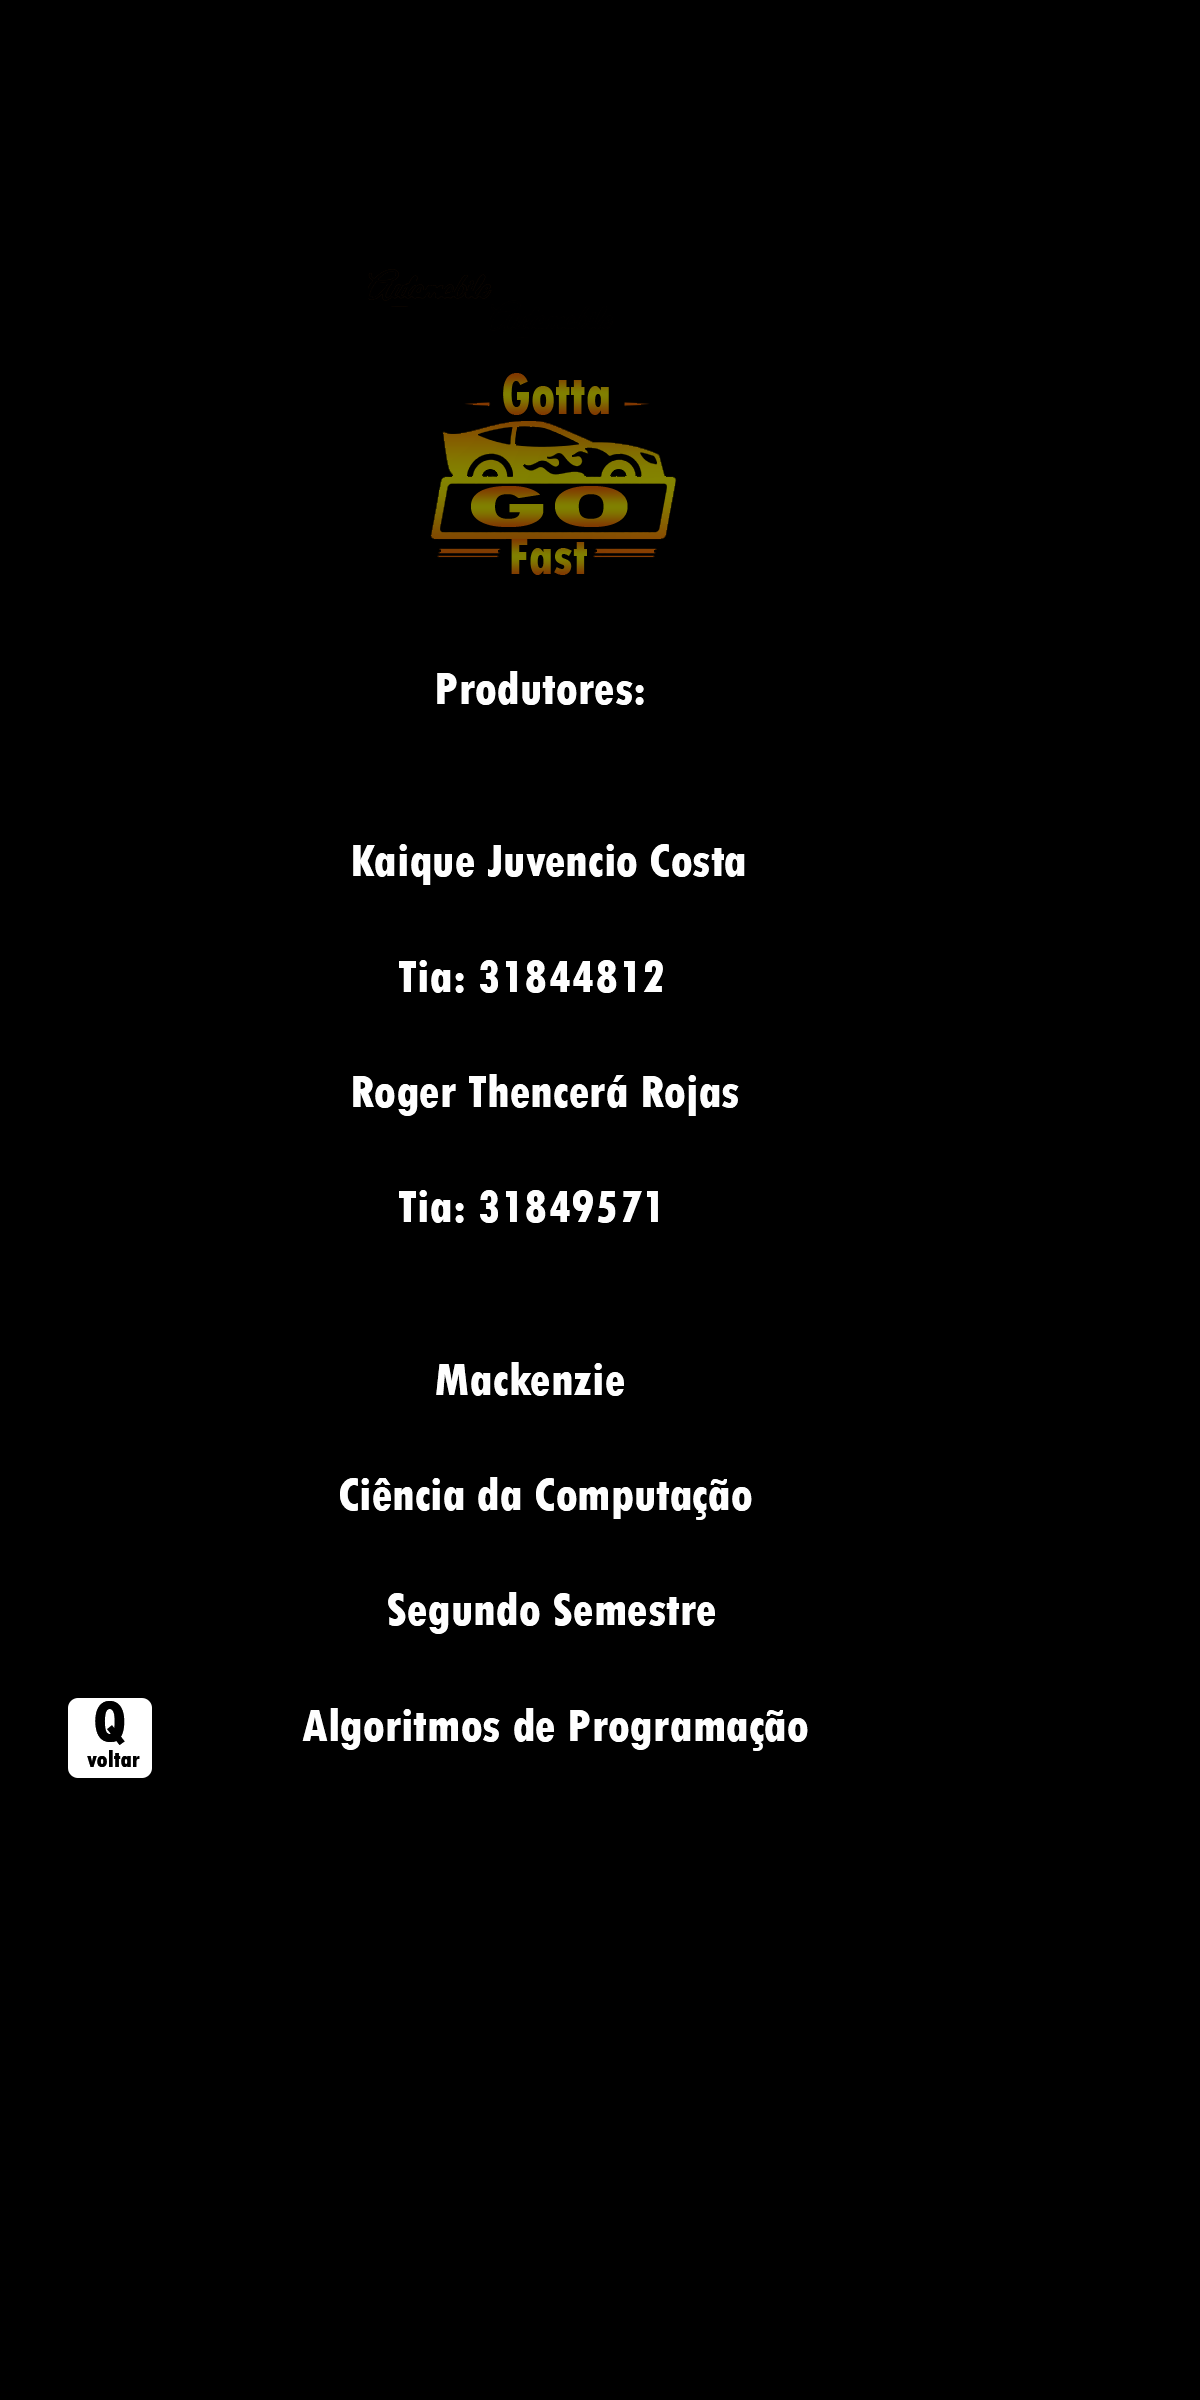 Gotta
GO
Fast
Produtores:
Kaique Juvencio Costa
Tia: 31844812
Roger Thencerá Rojas
Tia: 31849571
Mackenzie
Ciência da Computação
Segundo Semestre
Algoritmos de Programação
Q
voltar